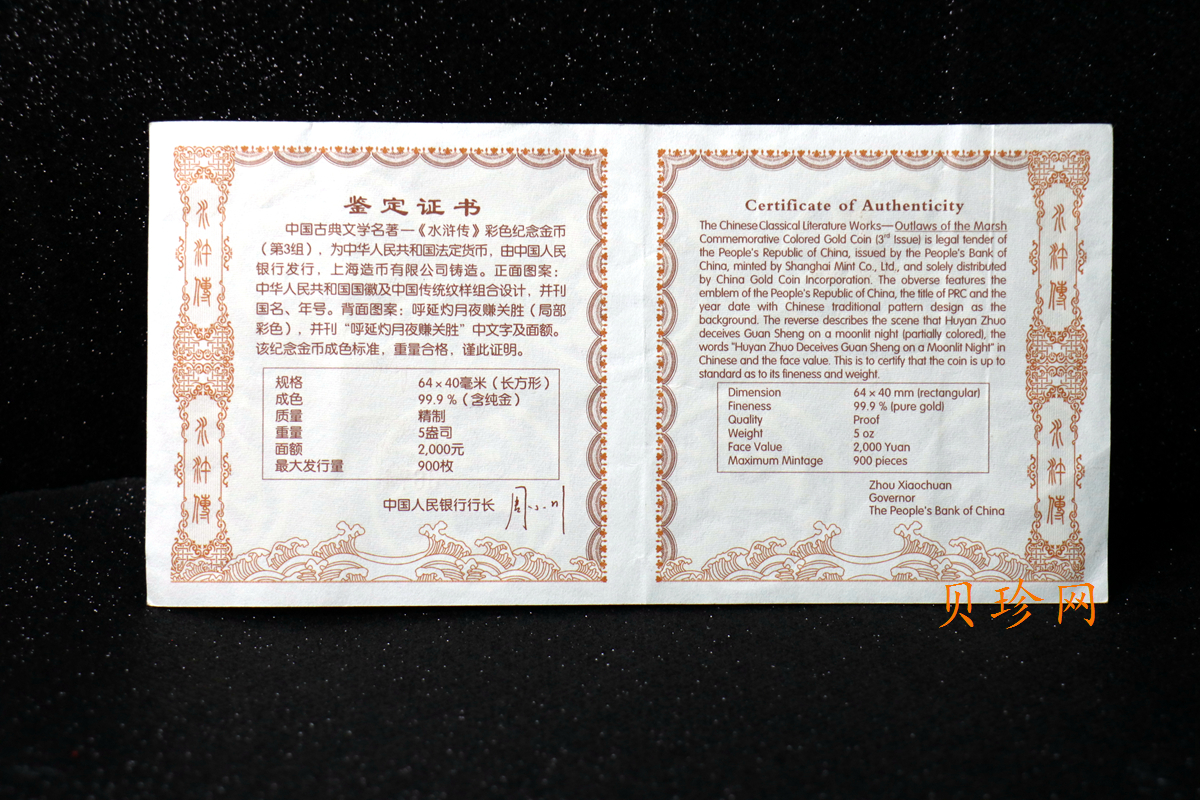 水滸傳
水滸傳
鉴定证书
中国古典文学名著—《水浒传》彩色纪念金币
（第3组），为中华人民共和国法定货币，由中国人民
银行发行，上海造币有限公司铸造。正面图案：
中华人民共和国国徽及中国传统纹样组合设计，并刊
国名、年号。背面图案：呼延灼月夜赚关胜（局部
彩色），并刊“呼延灼月夜赚关胜”中文字及面额。
该纪念金币成色标准，重量合格，谨此证明。
规格 64×40毫米（长方形）
成色 99.9％（含纯金）
质量 精制
重量 5盎司
面额 2,000元
最大发行量 900枚
中国人民银行行长 周小川
Certificate of Authenticity
The Chinese Classical Literature Works—Outlaws of the Marsh
Commemorative Colored Gold Coin (3rd Issue) is legal tender of
the People's Republic of China, issued by the People's Bank of
China, minted by Shanghai Mint Co., Ltd., and solely distributed
by China Gold Coin Incorporation. The obverse features the
emblem of the People's Republic of China, the title of PRC and the
year date with Chinese traditional pattern design as the
background. The reverse describes the scene that Huyan Zhuo
deceives Guan Sheng on a moonlit night (partially colored), the
words "Huyan Zhuo Deceives Guan Sheng on a Moonlit Night" in
Chinese and the face value. This is to certify that the coin is up to
standard as to its fineness and weight.
Dimension 64 × 40 mm (rectangular)
Fineness 99.9 % (pure gold)
Quality Proof
Weight 5 oz
Face Value 2,000 Yuan
Maximum Mintage 900 pieces
Zhou Xiaochuan
Governor
The People's Bank of China
水滸傳
水滸傳
贝珍网